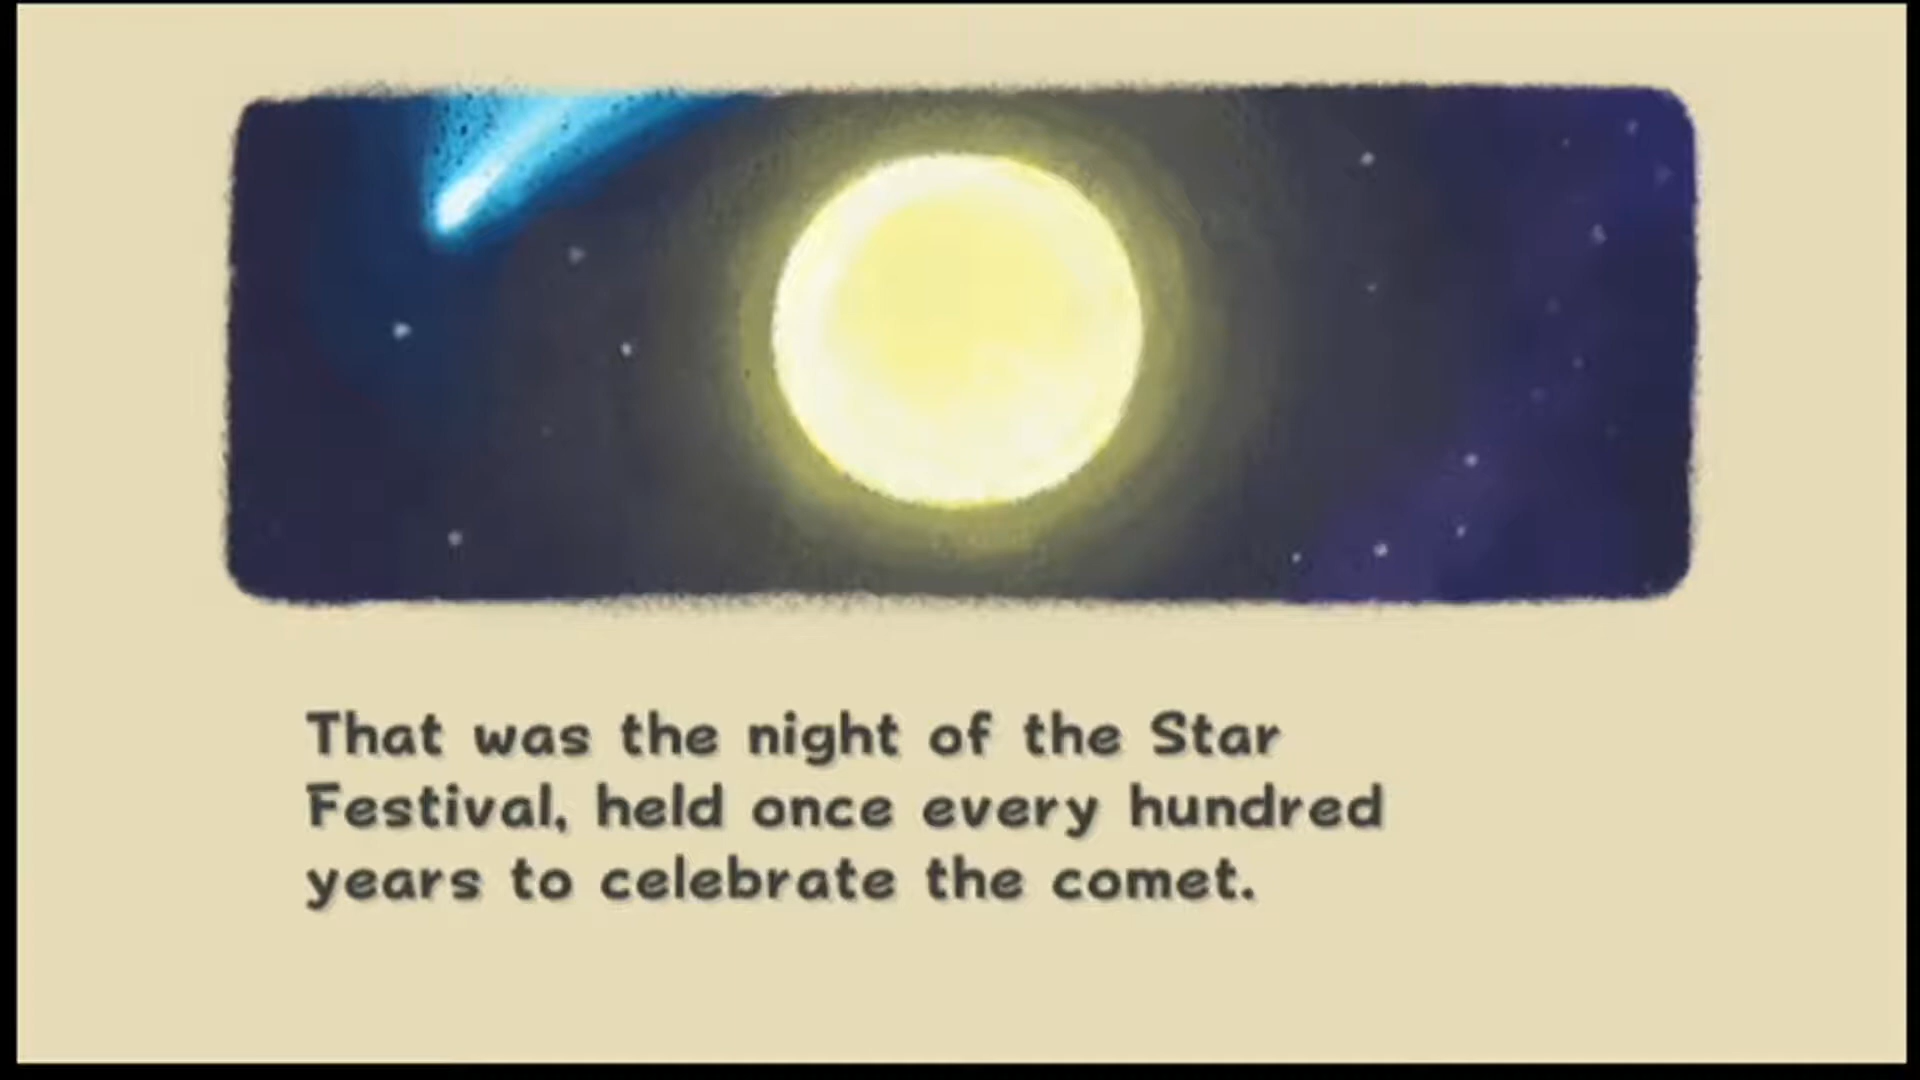 That was the night of the Star
Festival, held once every hundred
years to celebrate the comet.